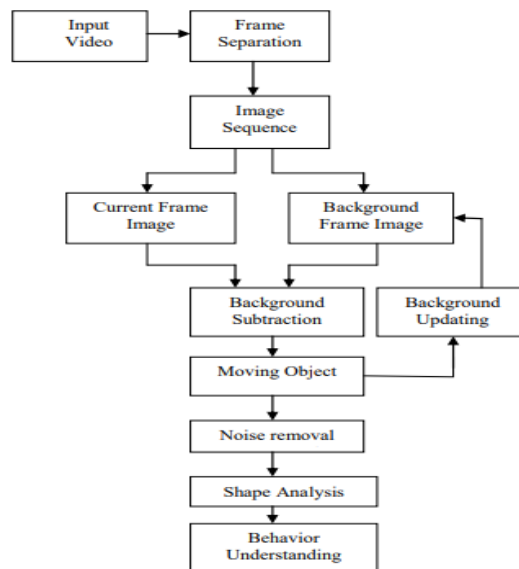 Input
Video
Frame
Separation
Image
Sequence
Current Frame
Image
Background
Frame Image
Background
Subtraction
Background
Updating
Moving Object
Noise removal
Shape Analysis
Behavior
Understanding